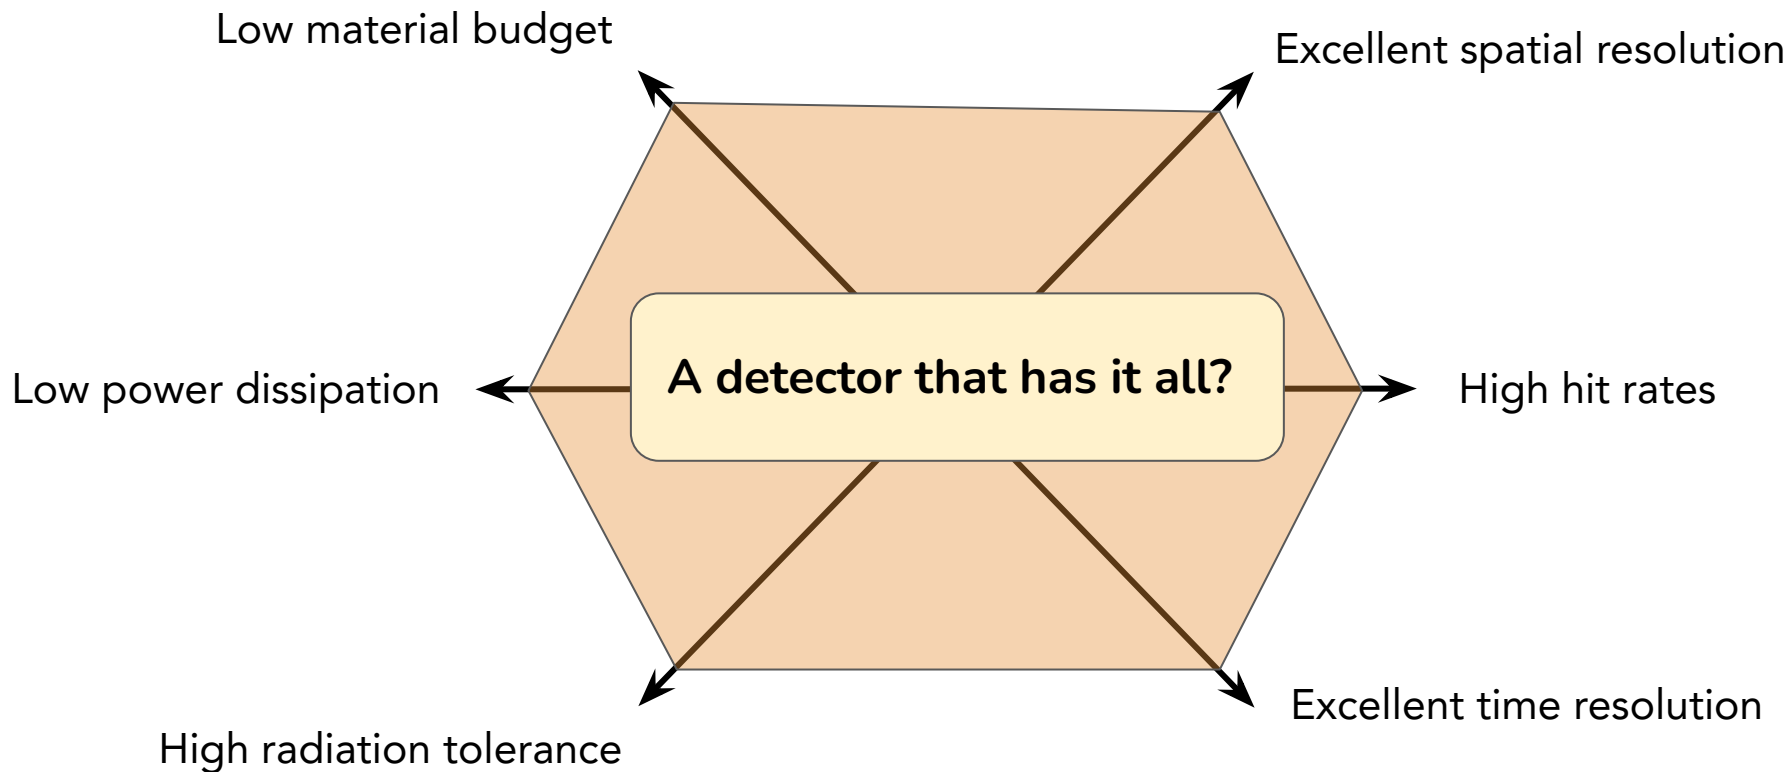 Low material budget
Excellent spatial resolution
A detector that has it all?
Low power dissipation
High hit rates
Excellent time resolution
High radiation tolerance